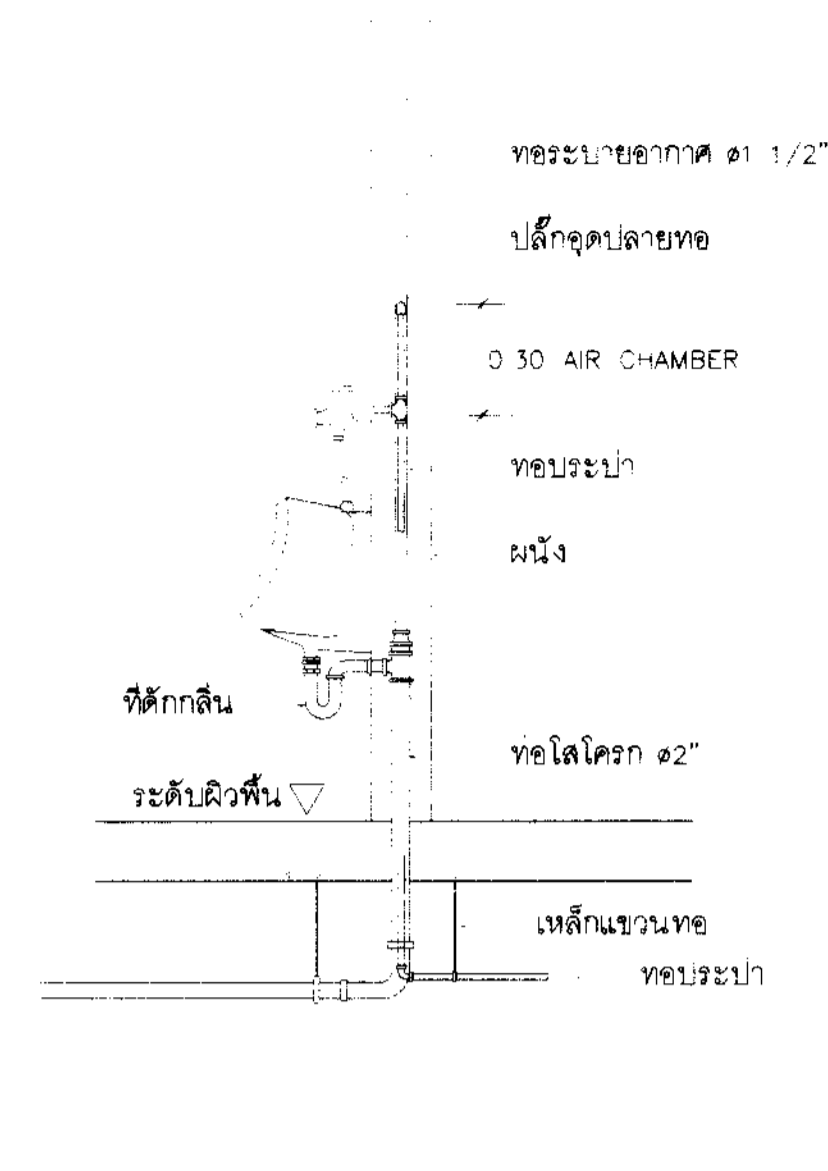 ท่อระบายอากาศ ø1 1/2"
ปลั๊กอุดปลายท่อ
0.30 AIR CHAMBER
ท่อประปา
ผนัง
ที่ดักกลิ่น
ท่อโสโครก ø2"
ระดับผิวพื้น
เหล็กแขวนท่อ
ท่อประปา